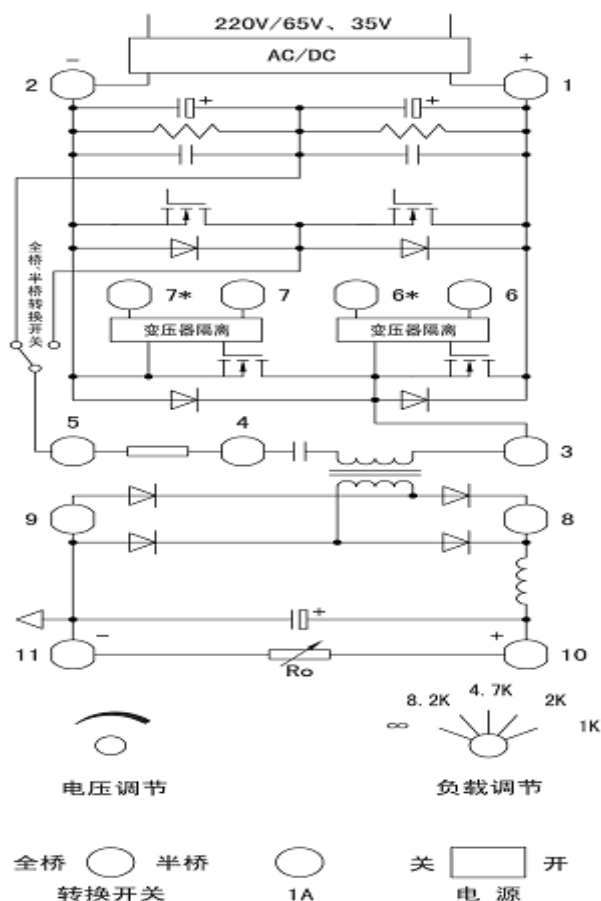 220V/65V、35V
AC/DC
−
+
2
1
+
+
全桥、半桥转换开关
7*
7
6*
6
变压器隔离
变压器隔离
5
4
3
9
8
+
−
+
11
10
Ro
8.2K
4.7K
2K
∞
1K
电压调节
负载调节
全桥
半桥
关
开
转换开关
1A
电 源